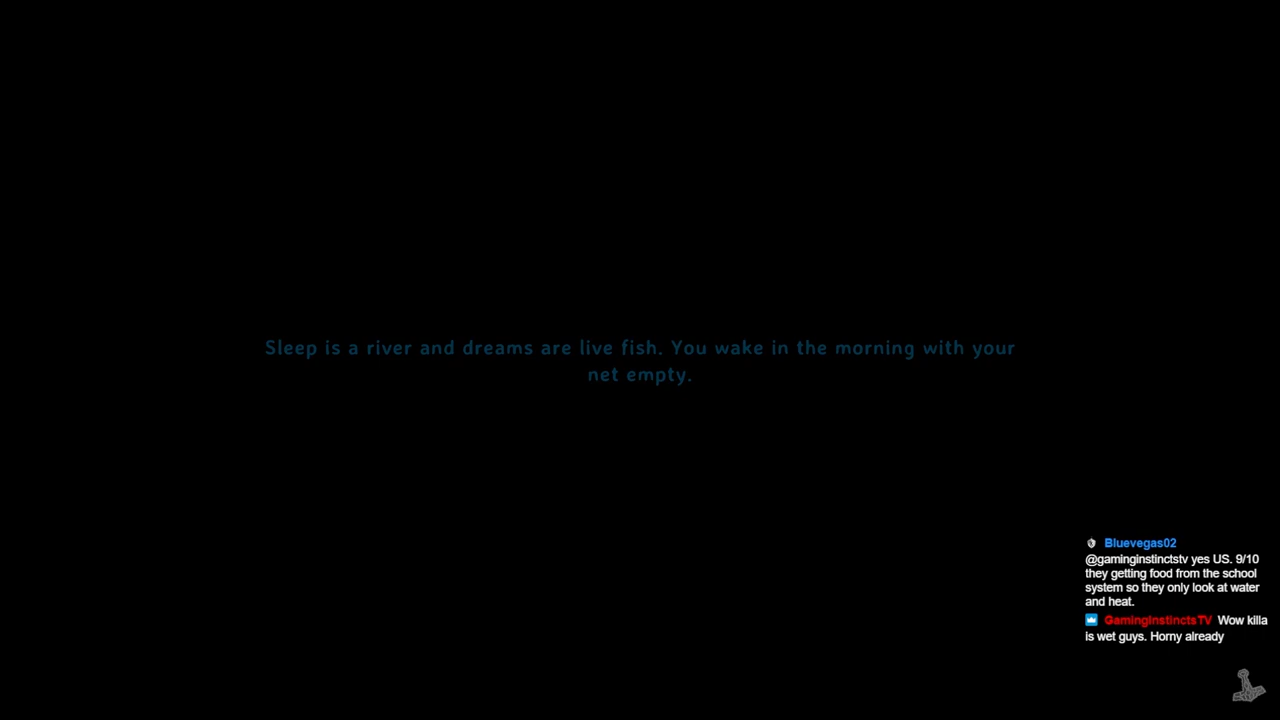 Sleep is a river and dreams are live fish. You wake in the morning with your
net empty.
Bluevegas02
@gaminginstinctstv yes US. 9/10
they getting food from the school
system so they only look at water
and heat.
GamingInstinctsTV Wow killa
is wet guys. Horny already